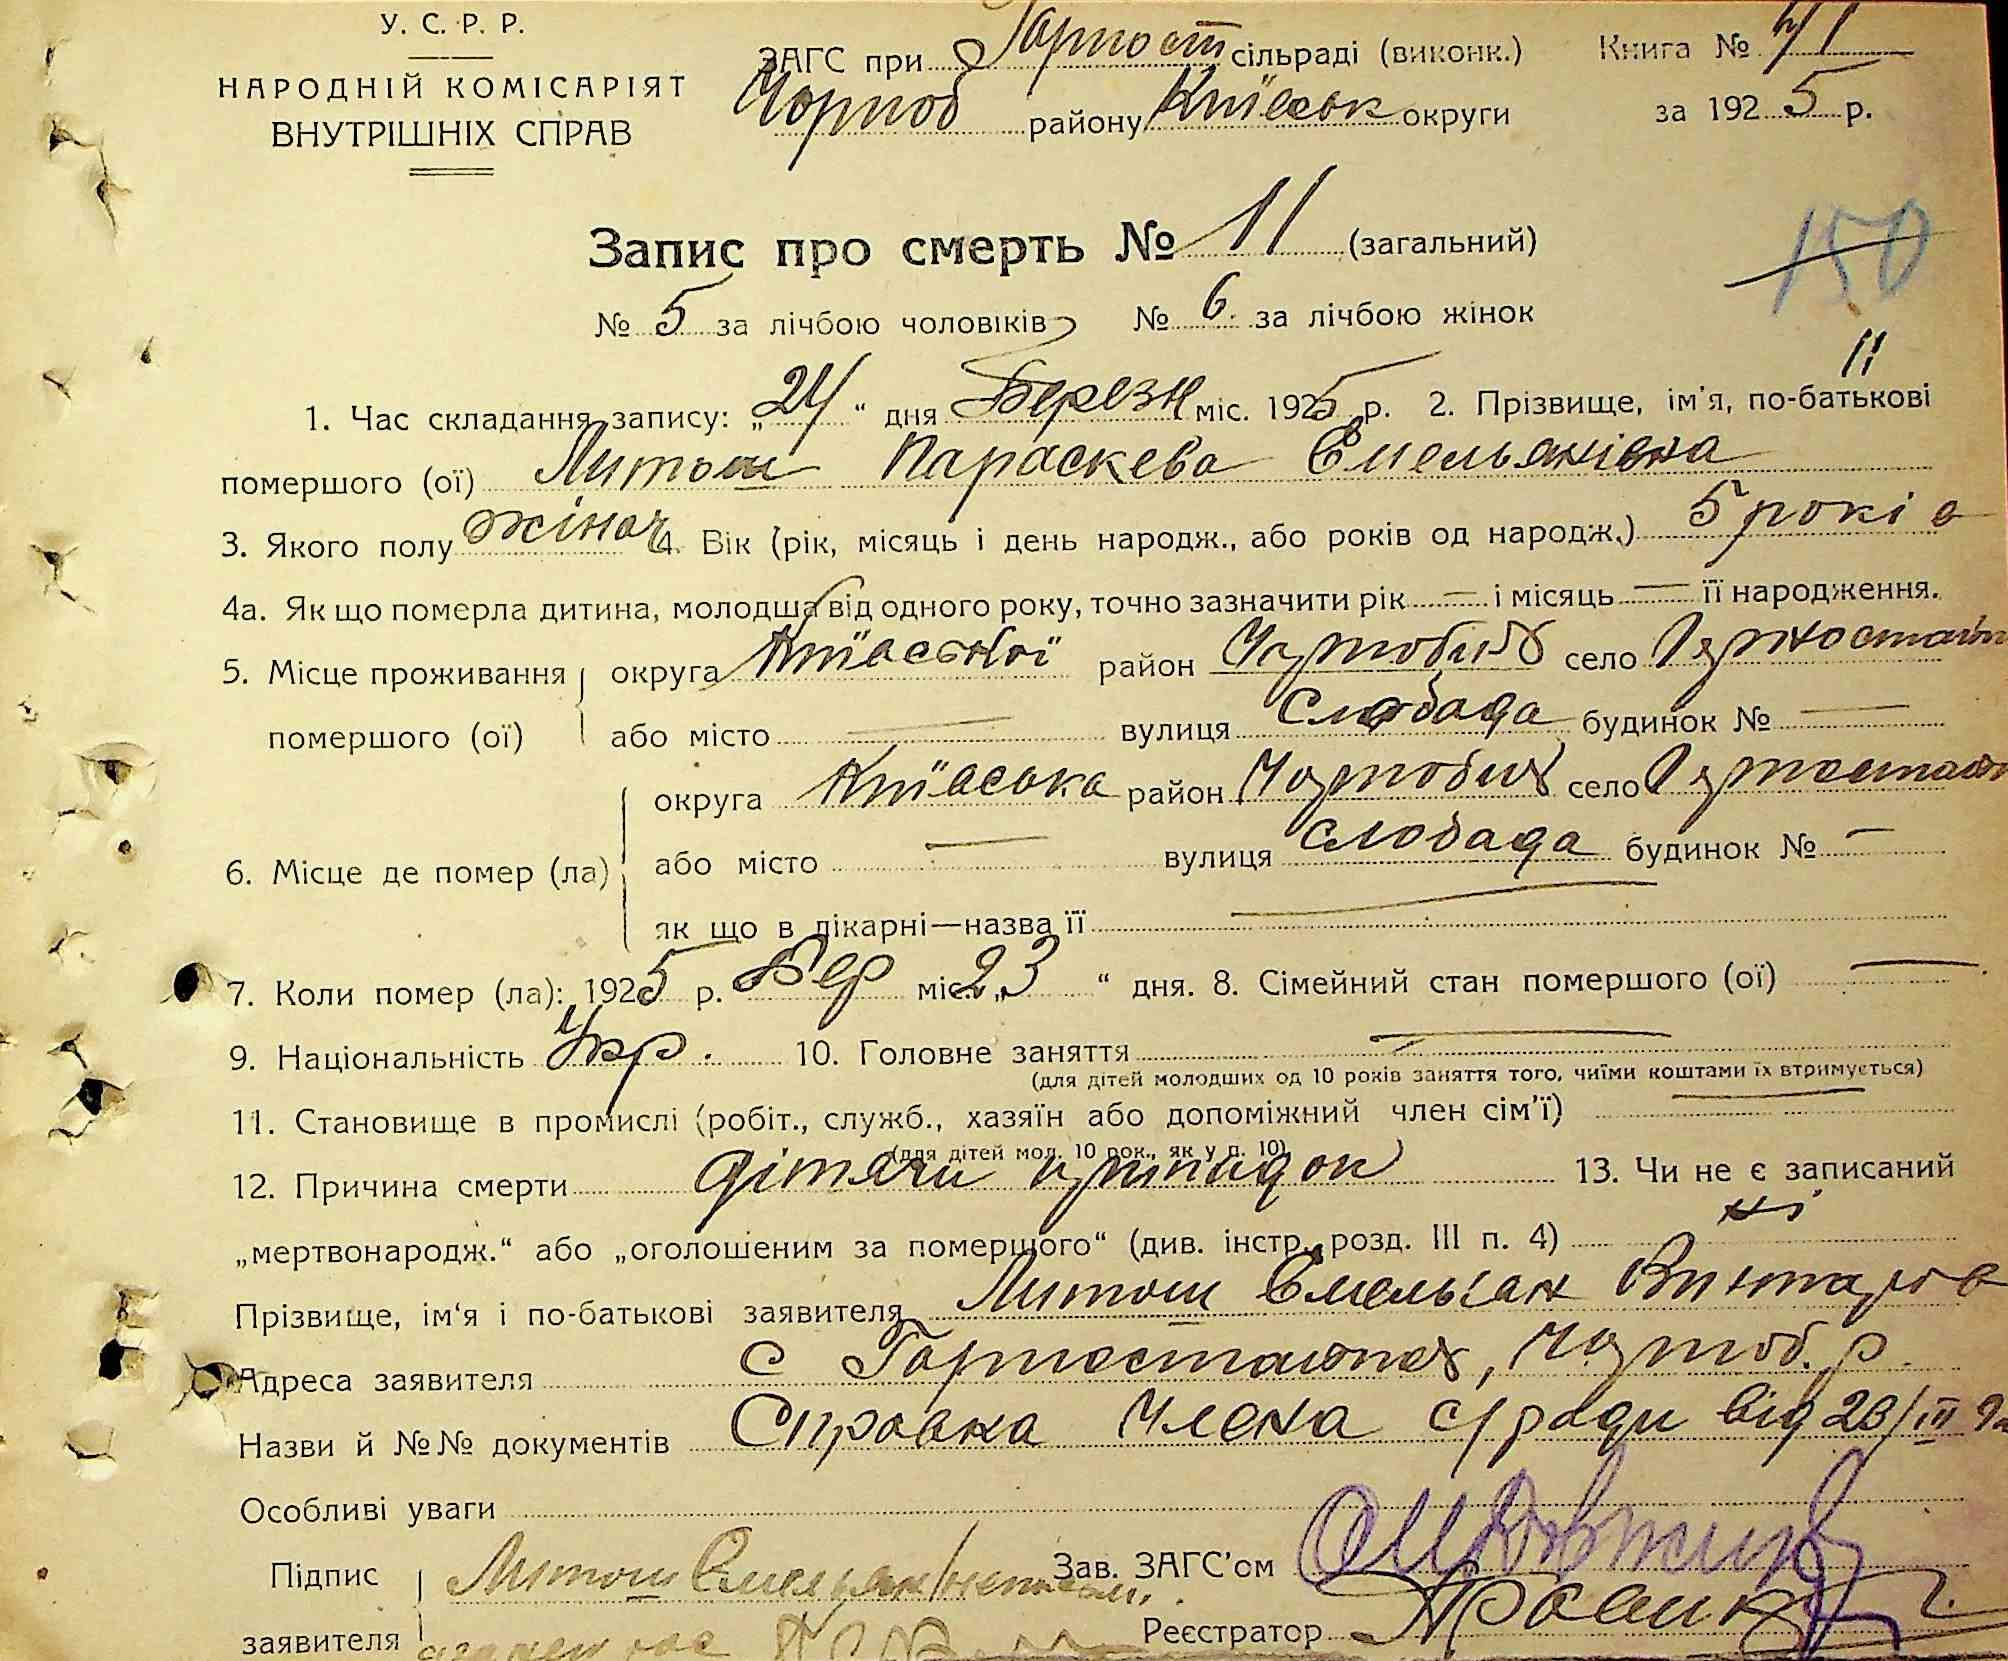 У. С. Р. Р.
НАРОДНІЙ КОМІСАРІЯТ
ВНУТРІШНІХ СПРАВ
ЗАГС при Горност сільраді (виконк.)
Чорноб району Київськ округи
Книга №
за 1925 р.
Запис про смерть № 11 (загальний)
150
№ 5 за лічбою чоловіків № 6 за лічбою жінок
11
1. Час складання запису: „24“ дня Березн міс. 1925 р. 2. Прізвище, ім'я, по-батькові
помершого (ої) Литош Параскева Емельянівна
3. Якого полу жіноч 4. Вік (рік, місяць і день народж., або років од народж.) 5 років
4а. Як що померла дитина, молодша від одного року, точно зазначити рік — і місяць — її народження.
5. Місце проживання помершого (ої) округа Київської район Чорнобил село Горностайп
або місто — вулиця Слобада будинок № —
6. Місце де помер (ла) округа Київська район Чорнобил село Горностайп
або місто — вулиця Слобада будинок № —
як що в лікарні—назва її —
7. Коли помер (ла): 1925 р. Бер міс. „23“ дня. 8. Сімейний стан помершого (ої) —
9. Національність Укр. 10. Головне заняття —
(для дітей молодших од 10 років заняття того, чиїми коштами їх втримується)
11. Становище в промислі (робіт., служб., хазяїн або допоміжний член сім'ї) —
(для дітей мол. 10 рок., як у п. 10)
12. Причина смерти дітячи припадок 13. Чи не є записаний
„мертвонародж.“ або „оголошеним за помершого“ (див. інстр. розд. III п. 4) ні
Прізвище, ім‘я і по-батькові заявителя Литош Емельян
Адреса заявителя с Горностайпол, Чорноб. р.
Назви й №№ документів Справка Члена с/ради від 23/III
Особливі уваги
Підпис заявителя Литош Емельян
Зав. ЗАГС'ом
Реєстратор